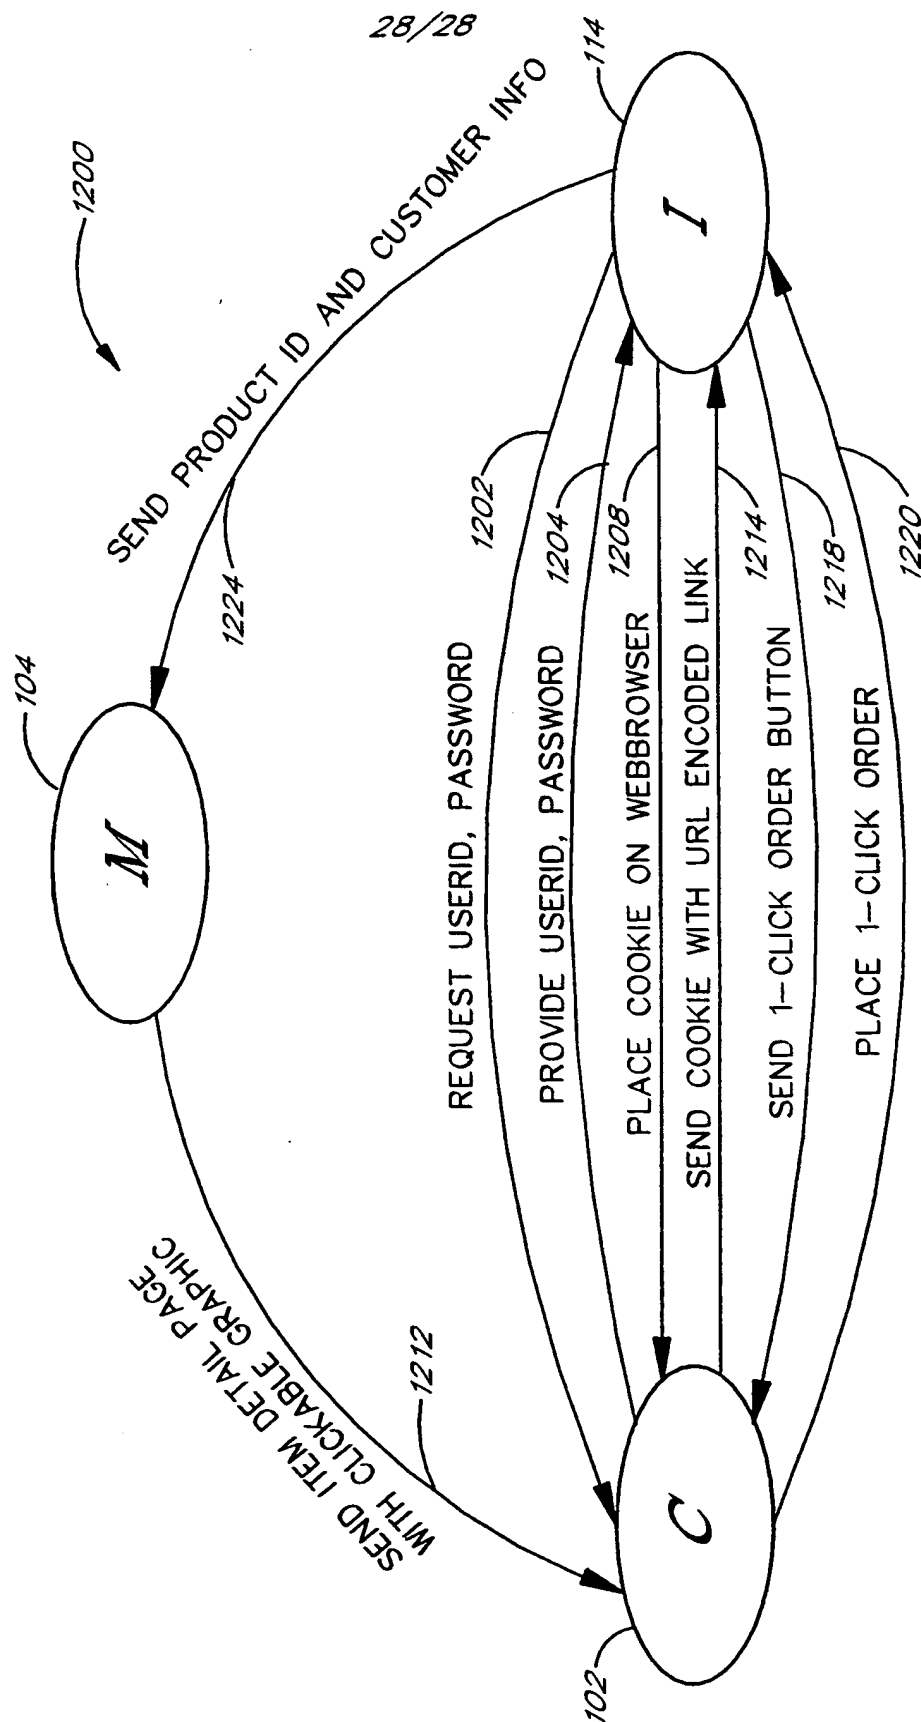 28/28
1200
104
M
SEND PRODUCT ID AND CUSTOMER INFO
1224
SEND ITEM DETAIL PAGE
WITH CLICKABLE GRAPHIC
1212
114
I
102
C
REQUEST USERID, PASSWORD
1202
PROVIDE USERID, PASSWORD
1204
PLACE COOKIE ON WEBBROWSER
1208
SEND COOKIE WITH URL ENCODED LINK
1214
SEND 1-CLICK ORDER BUTTON
1218
PLACE 1-CLICK ORDER
1220